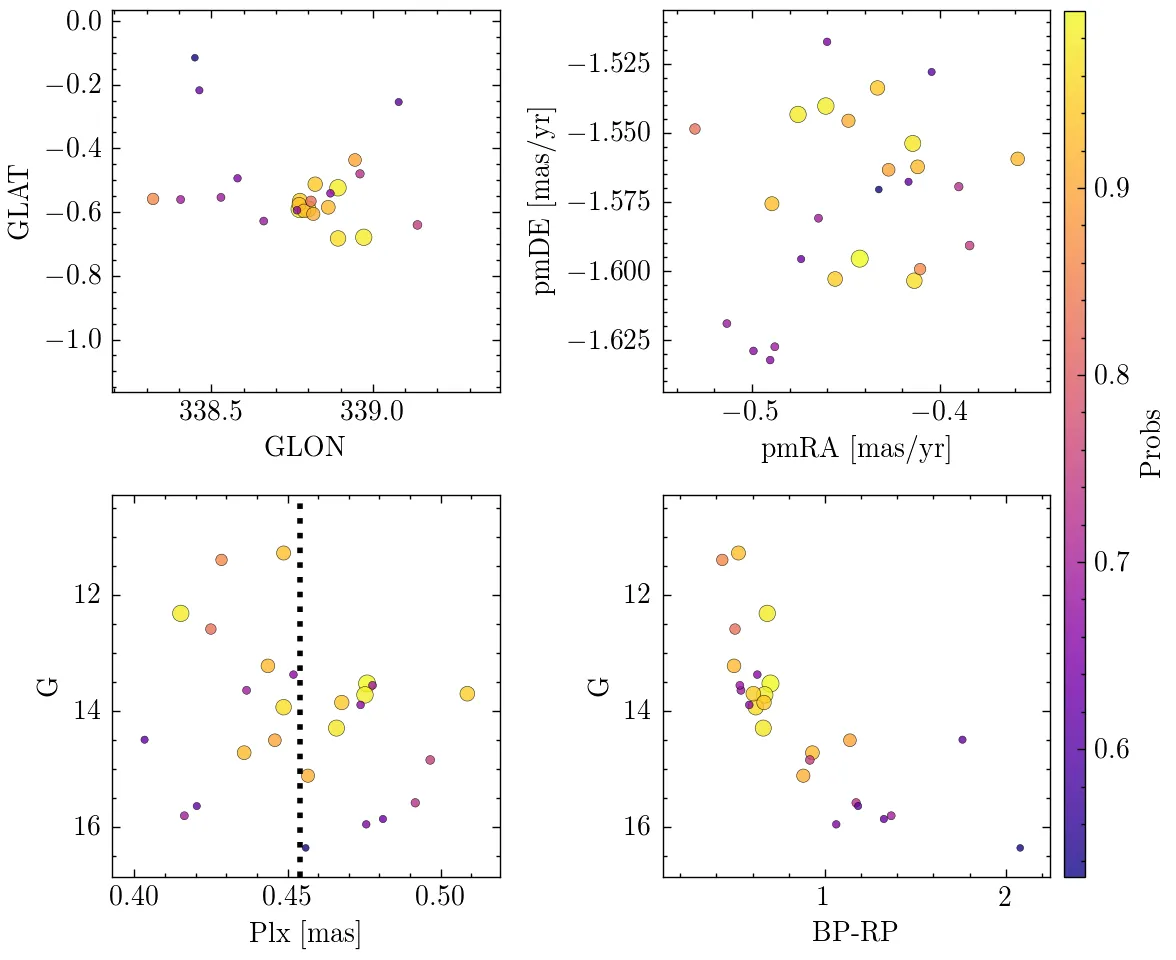 0.0
−0.2
−0.4
−0.6
−0.8
−1.0
GLAT
338.5 339.0
GLON
−1.525
−1.550
−1.575
−1.600
−1.625
pmDE [mas/yr]
−0.5 −0.4
pmRA [mas/yr]
12
14
16
G
0.40 0.45 0.50
Plx [mas]
12
14
16
G
1 2
BP-RP
0.9
0.8
0.7
0.6
Probs